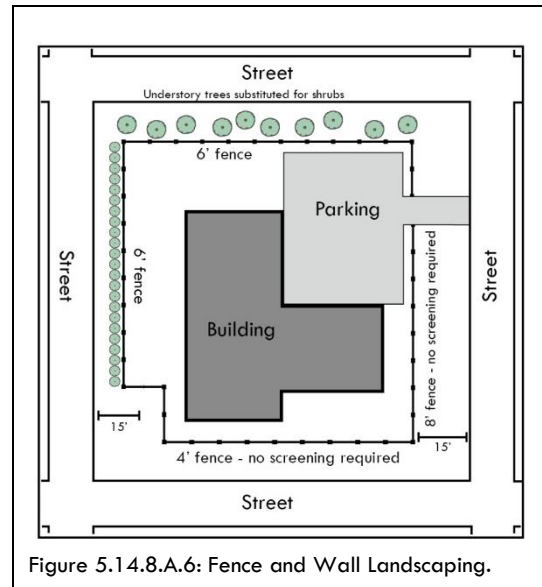 Street
Understory trees substituted for shrubs
6' fence
Parking
Street
6' fence
Building
8' fence - no screening required
Street
15'
15'
4' fence - no screening required
Street
Figure 5.14.8.A.6: Fence and Wall Landscaping.